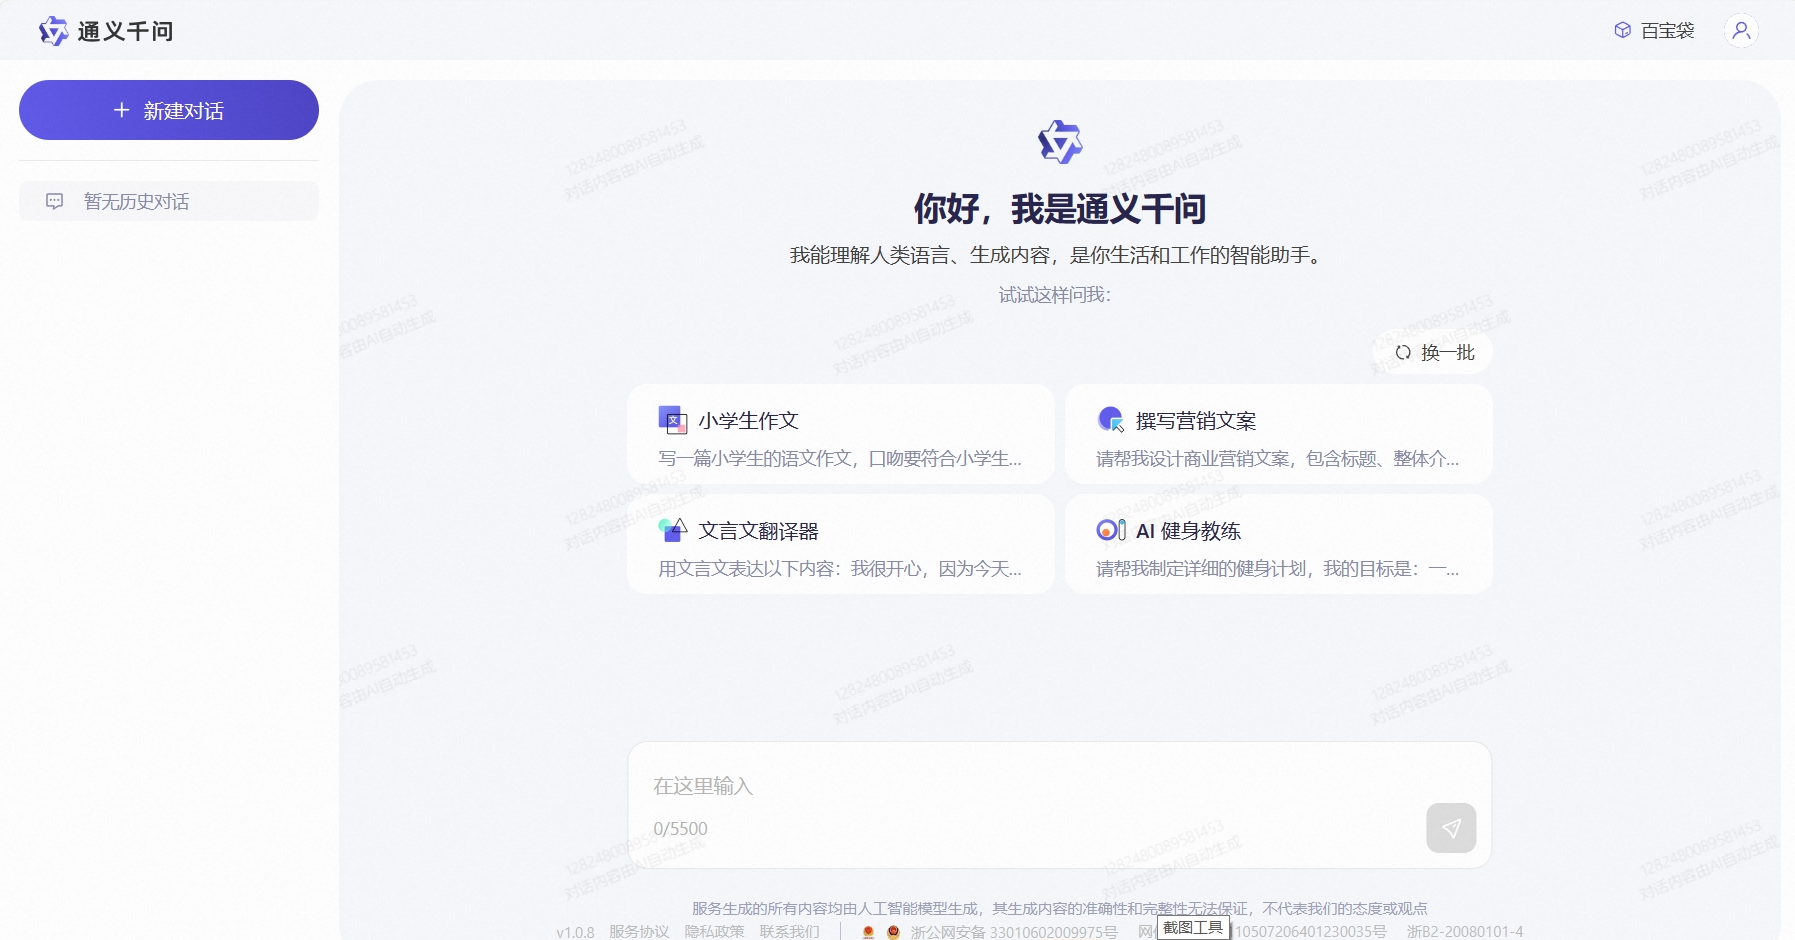 通义千问
百宝袋
新建对话
暂无历史对话
你好，我是通义千问
我能理解人类语言、生成内容，是你生活和工作的智能助手。
试试这样问我：
换一批
小学生作文
写一篇小学生的语文作文，口吻要符合小学生...
撰写营销文案
请帮我设计商业营销文案，包含标题、整体介...
文言文翻译器
用文言文表达以下内容：我很开心，因为今天...
AI 健身教练
请帮我制定详细的健身计划，我的目标是：一...
在这里输入
0/5500
服务生成的所有内容均由人工智能模型生成，其生成内容的准确性和完整性无法保证，不代表我们的态度或观点
v1.0.8 服务协议 隐私政策 联系我们 浙公网安备 33010602009975号 网 截图工具 10507206401230035号 浙B2-20080101-4
1282480089581453
对话内容由AI自动生成